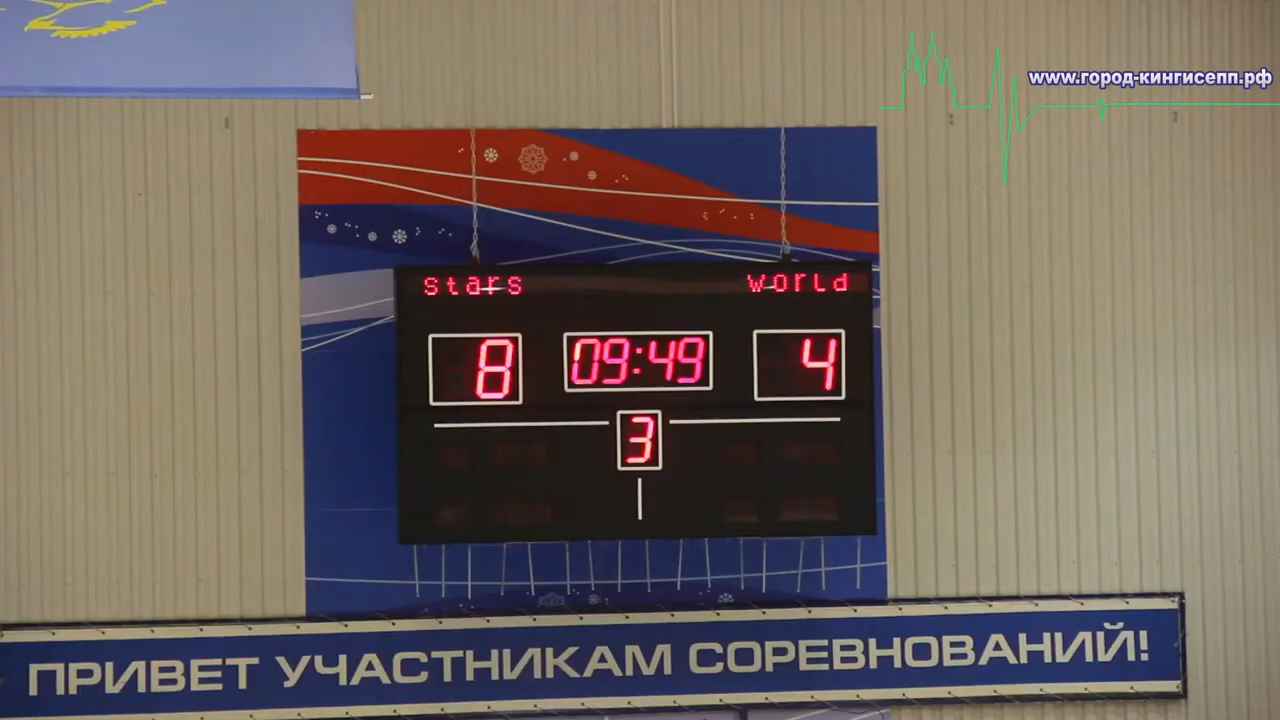 www.город-кингисепп.рф
stars world
8 09:49 4
3
ПРИВЕТ УЧАСТНИКАМ СОРЕВНОВАНИЙ!